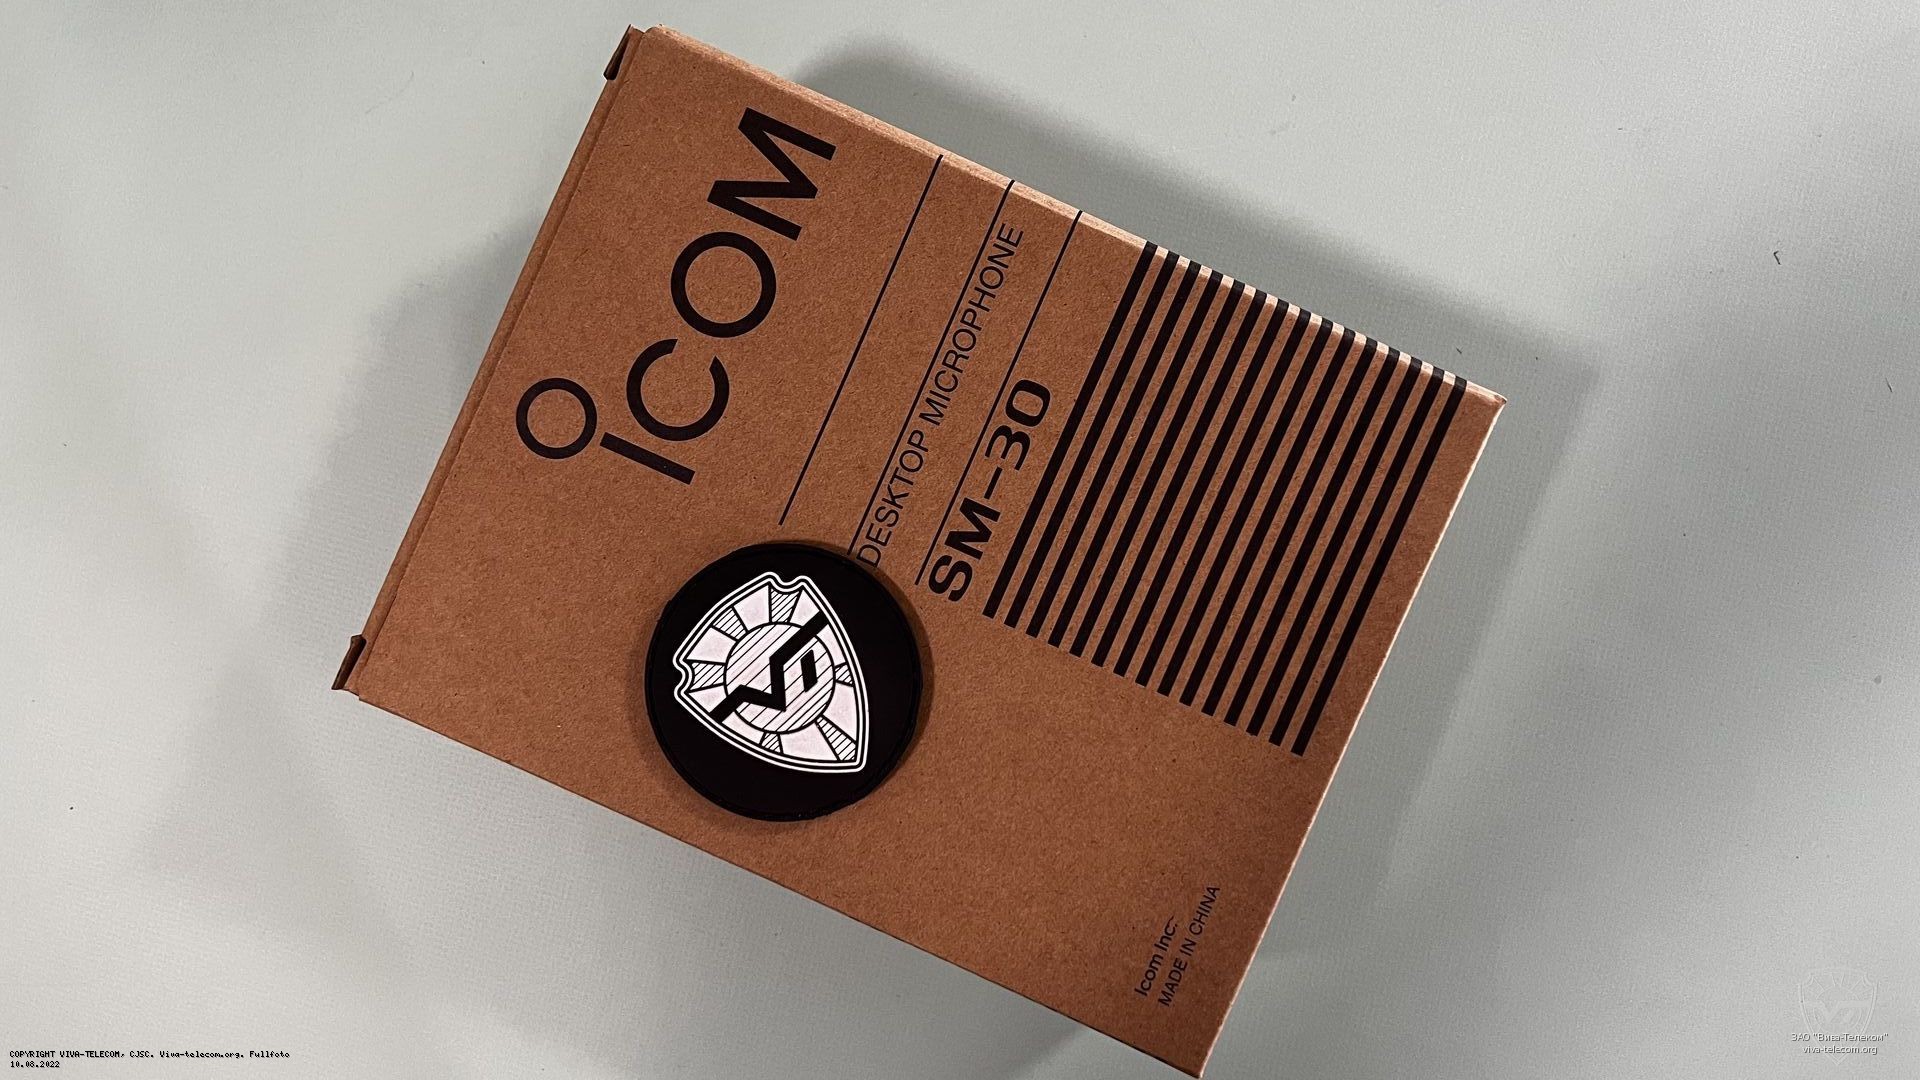 ICOM
DESKTOP MICROPHONE
SM-30
Icom Inc.
MADE IN CHINA
COPYRIGHT VIVA-TELECOM, CJSC. Viva-telecom.org. Fullfoto
10.08.2022
ЗАО "Вива-Телеком"
viva-telecom.org